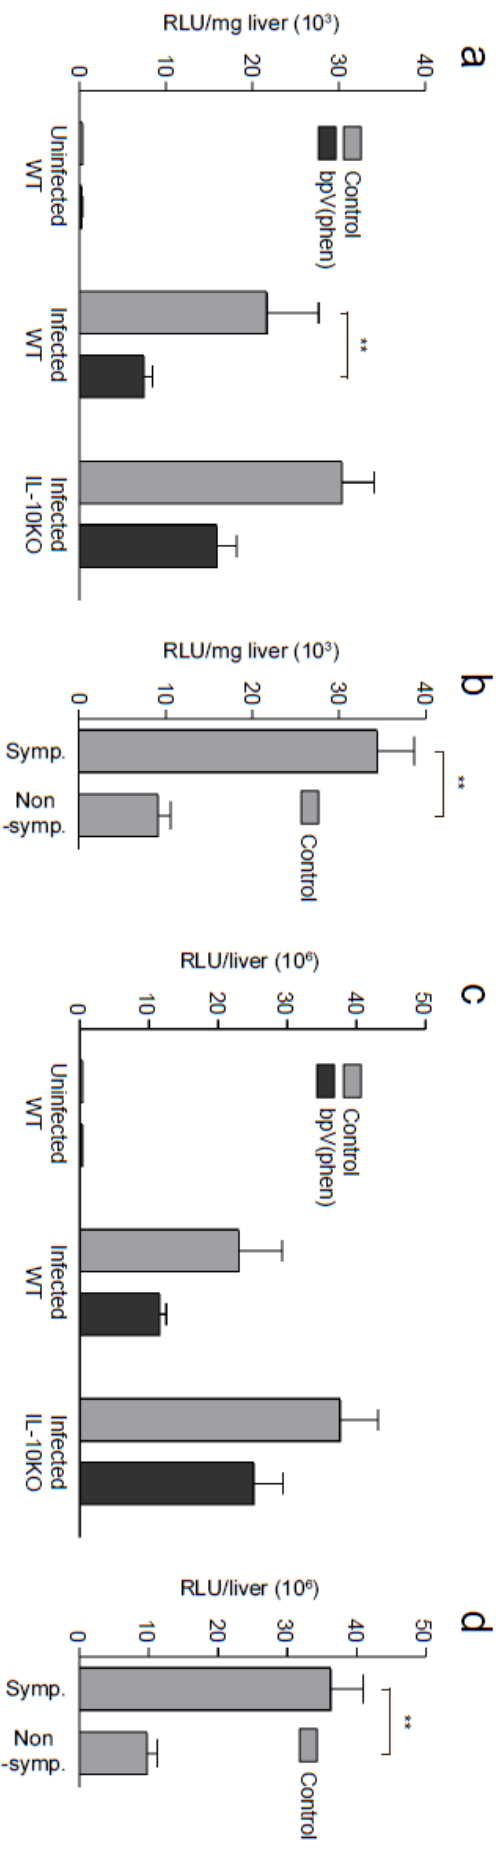 a
RLU/mg liver (10³)
0
10
20
30
40
Control
bpV(phen)
**
Uninfected
WT
Infected
WT
Infected
IL-10KO
b
RLU/mg liver (10³)
0
10
20
30
40
**
Control
Symp.
Non
-symp.
c
RLU/liver (10⁶)
0
10
20
30
40
50
Control
bpV(phen)
Uninfected
WT
Infected
WT
Infected
IL-10KO
d
RLU/liver (10⁶)
0
10
20
30
40
50
**
Control
Symp.
Non
-symp.